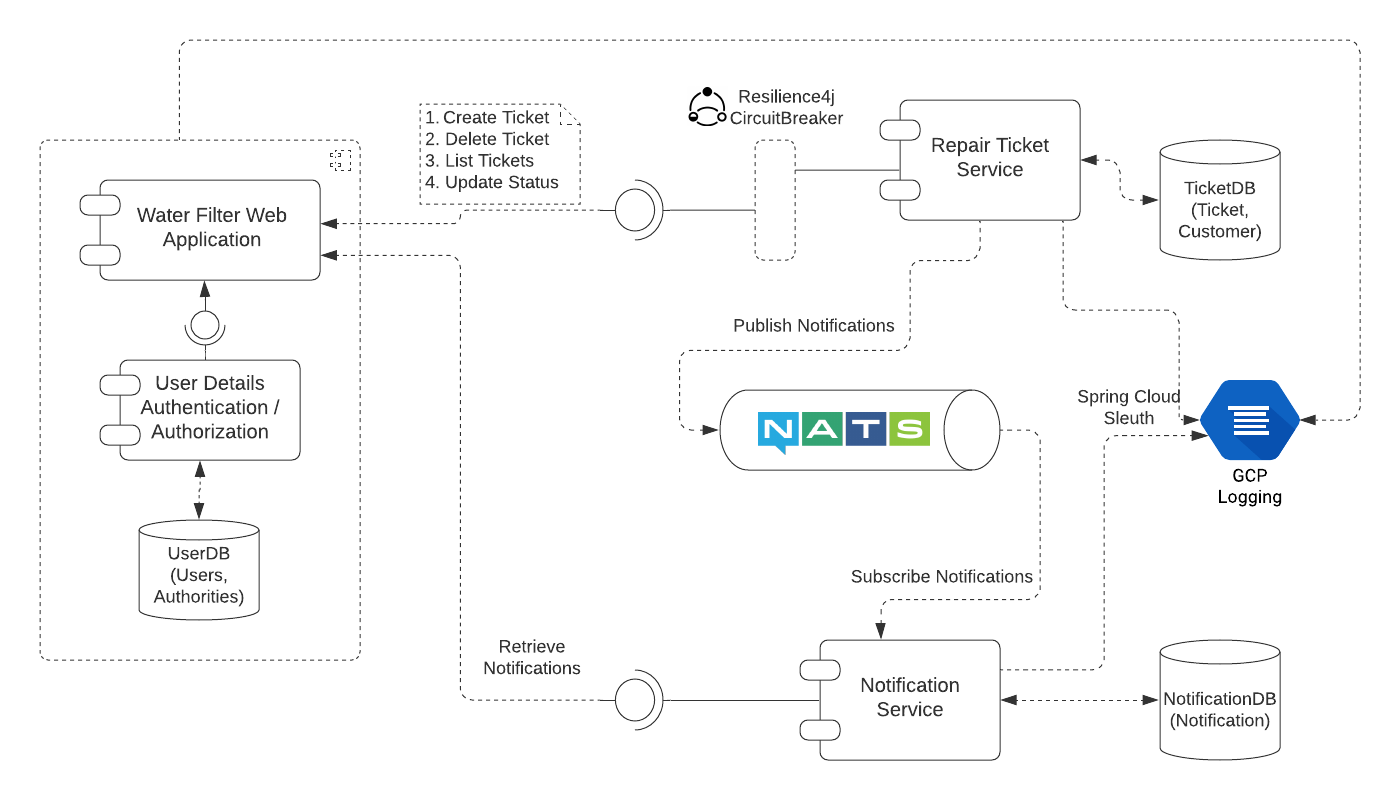 Resilience4j
CircuitBreaker
1. Create Ticket
2. Delete Ticket
3. List Tickets
4. Update Status
Repair Ticket
Service
TicketDB
(Ticket,
Customer)
Water Filter Web
Application
Publish Notifications
User Details
Authentication /
Authorization
NATS
Spring Cloud
Sleuth
GCP
Logging
UserDB
(Users,
Authorities)
Subscribe Notifications
Retrieve
Notifications
Notification
Service
NotificationDB
(Notification)